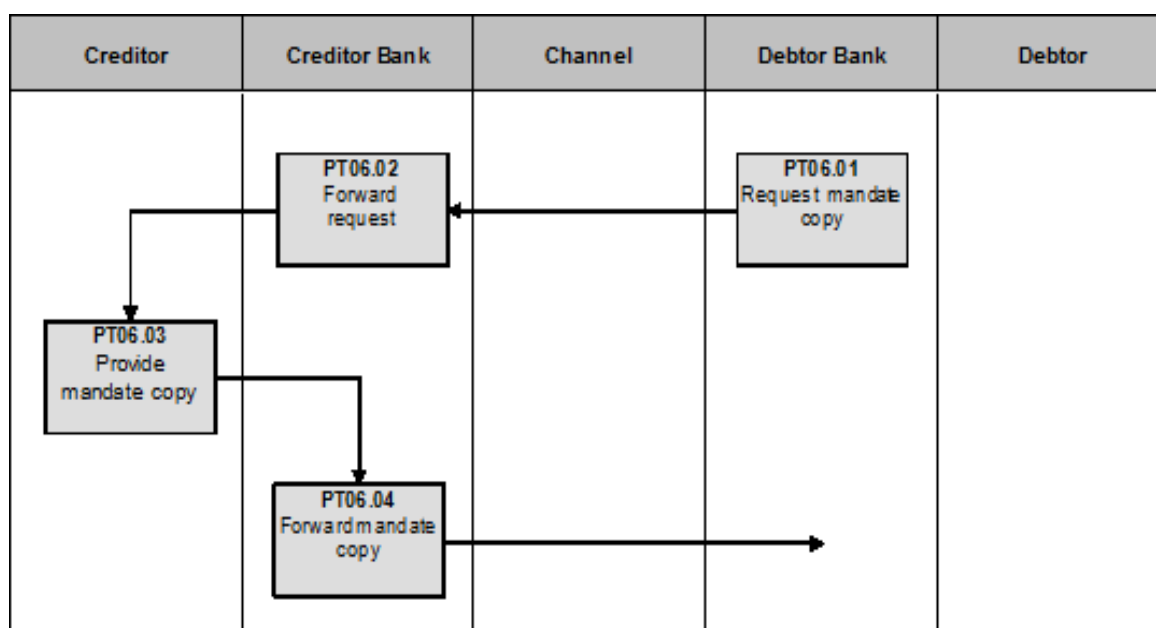 Creditor
Creditor Bank
Channel
Debtor Bank
Debtor
PT06.02
Forward
request
PT06.01
Request mandate
copy
PT06.03
Provide
mandate copy
PT06.04
Forward mandate
copy